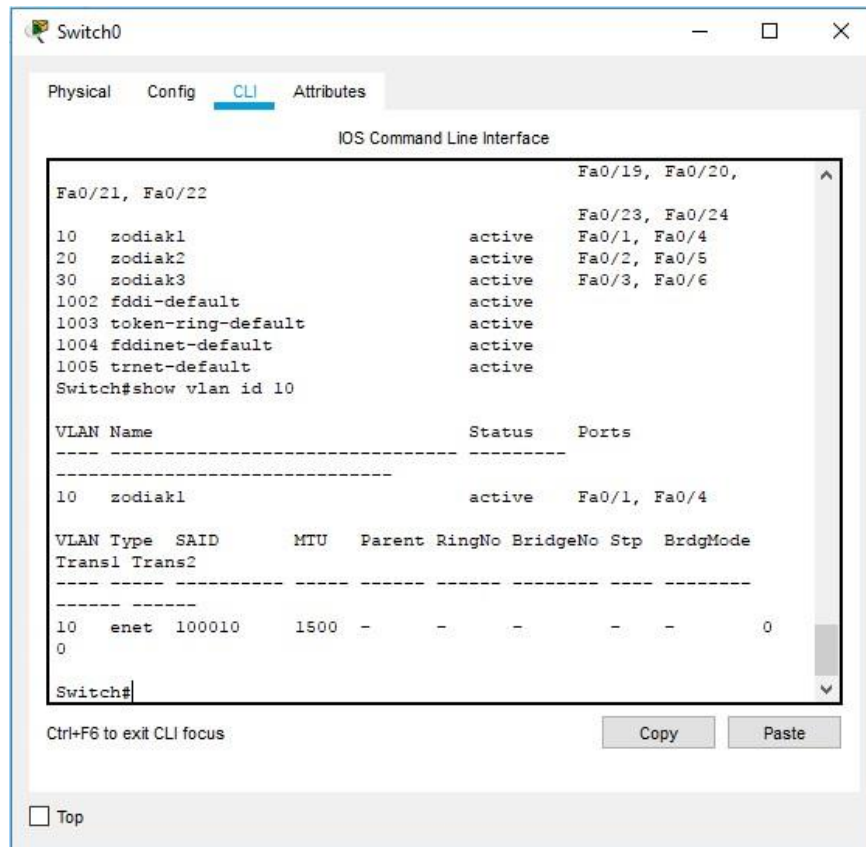 Switch0
Physical Config CLI Attributes
IOS Command Line Interface
Fa0/19, Fa0/20,
Fa0/21, Fa0/22
Fa0/23, Fa0/24
10 zodiak1 active Fa0/1, Fa0/4
20 zodiak2 active Fa0/2, Fa0/5
30 zodiak3 active Fa0/3, Fa0/6
1002 fddi-default active
1003 token-ring-default active
1004 fddinet-default active
1005 trnet-default active
Switch#show vlan id 10
VLAN Name Status Ports
---- -------------------------------- ---------
-------------------------------
10 zodiak1 active Fa0/1, Fa0/4
VLAN Type SAID MTU Parent RingNo BridgeNo Stp BrdgMode
Trans1 Trans2
---- ----- ---------- ----- ------ ------ -------- ---- --------
------ ------
10 enet 100010 1500 - - - - - 0
0
Switch#
Ctrl+F6 to exit CLI focus
Copy Paste
Top